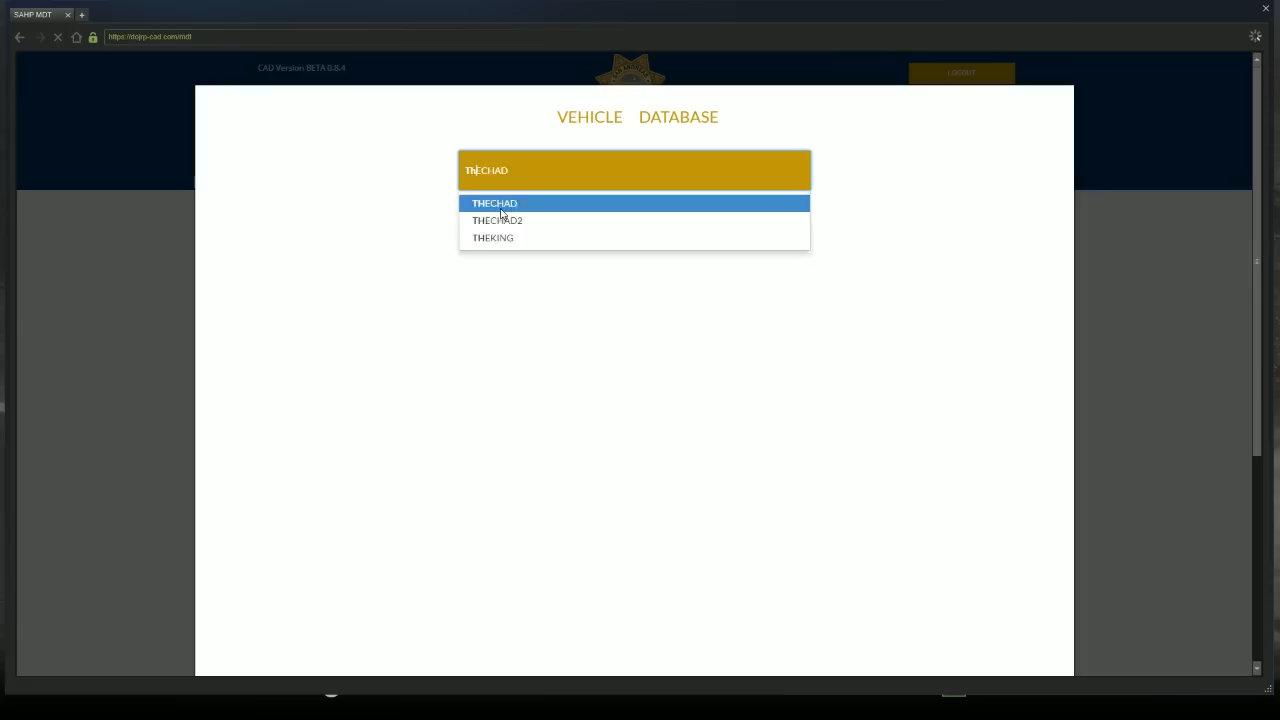 SAHP MDT
https://dojrp-cad.com/mdt
CAD Version BETA 0.8.4
LOGOUT
VEHICLE DATABASE
ThECHAD
THECHAD
THECHAD2
THEKING